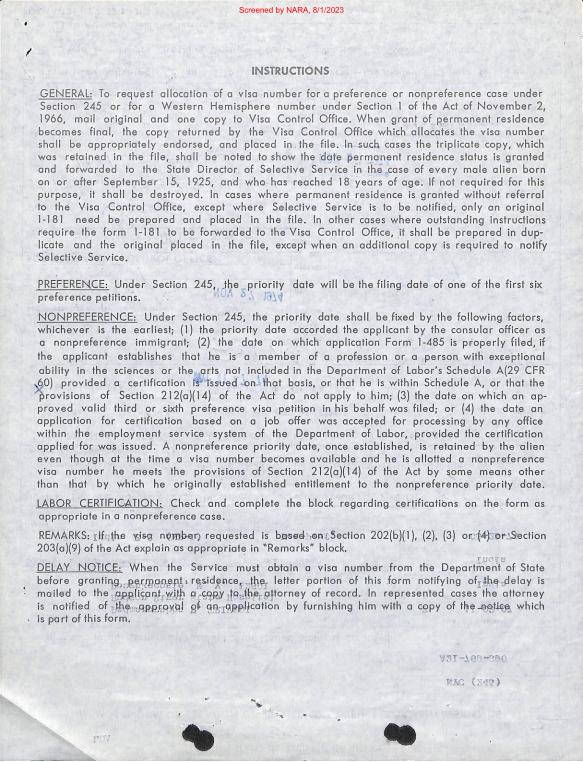 Screened by NARA, 8/1/2023
INSTRUCTIONS
GENERAL: To request allocation of a visa number for a preference or nonpreference case under
Section 245 or for a Western Hemisphere number under Section 1 of the Act of November 2,
1966, mail original and one copy to Visa Control Office. When grant of permanent residence
becomes final, the copy returned by the Visa Control Office which allocates the visa number
shall be appropriately endorsed, and placed in the file. In such cases the triplicate copy, which
was retained in the file, shall be noted to show the date permanent residence status is granted
and forwarded to the State Director of Selective Service in the case of every male alien born
on or after September 15, 1925, and who has reached 18 years of age. If not required for this
purpose, it shall be destroyed. In cases where permanent residence is granted without referral
to the Visa Control Office, except where Selective Service is to be notified, only an original
1-181 need be prepared and placed in the file. In other cases where outstanding instructions
require the form 1-181 to be forwarded to the Visa Control Office, it shall be prepared in dup-
licate and the original placed in the file, except when an additional copy is required to notify
Selective Service.
PREFERENCE: Under Section 245, the priority date will be the filing date of one of the first six
preference petitions.
NONPREFERENCE: Under Section 245, the priority date shall be fixed by the following factors,
whichever is the earliest; (1) the priority date accorded the applicant by the consular officer as
a nonpreference immigrant; (2) the date on which application Form 1-485 is properly filed, if
the applicant establishes that he is a member of a profession or a person with exceptional
ability in the sciences or the arts not included in the Department of Labor's Schedule A(29 CFR
60) provided a certification is issued on that basis, or that he is within Schedule A, or that the
provisions of Section 212(a)(14) of the Act do not apply to him; (3) the date on which an ap-
proved valid third or sixth preference visa petition in his behalf was filed; or (4) the date an
application for certification based on a job offer was accepted for processing by any office
within the employment service system of the Department of Labor, provided the certification
applied for was issued. A nonpreference priority date, once established, is retained by the alien
even though at the time a visa number becomes available and he is allotted a nonpreference
visa number he meets the provisions of Section 212(a)(14) of the Act by some means other
than that by which he originally established entitlement to the nonpreference priority date.
LABOR CERTIFICATION: Check and complete the block regarding certifications on the form as
appropriate in a nonpreference case.
REMARKS: If the visa number requested is based on Section 202(b)(1), (2), (3) or (4) or Section
203(a)(9) of the Act explain as appropriate in "Remarks" block.
DELAY NOTICE: When the Service must obtain a visa number from the Department of State
before granting permanent residence, the letter portion of this form notifying of the delay is
mailed to the applicant with a copy to the attorney of record. In represented cases the attorney
is notified of the approval of an application by furnishing him with a copy of the notice which
is part of this form.